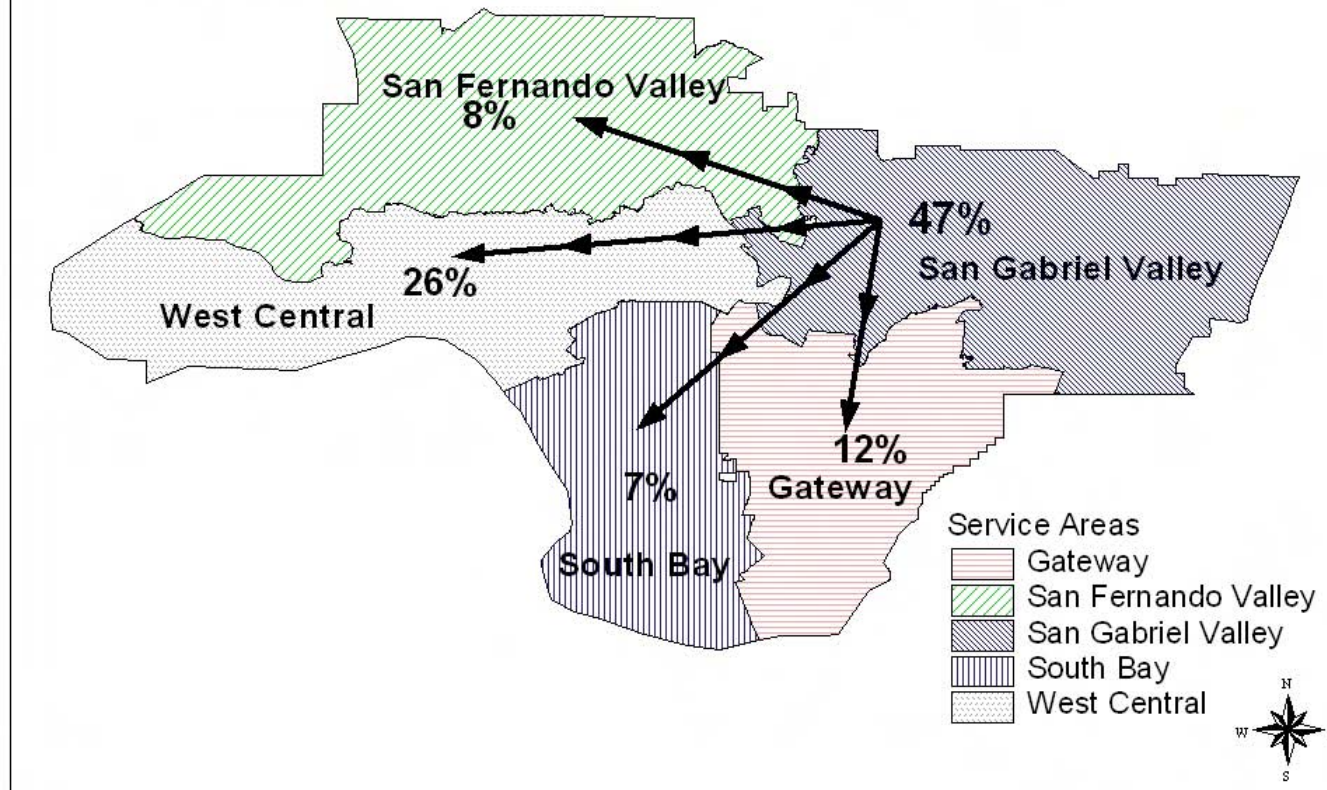 San Fernando Valley
8%
47%
San Gabriel Valley
26%
West Central
12%
Gateway
7%
South Bay
Service Areas
Gateway
San Fernando Valley
San Gabriel Valley
South Bay
West Central
N
W
S